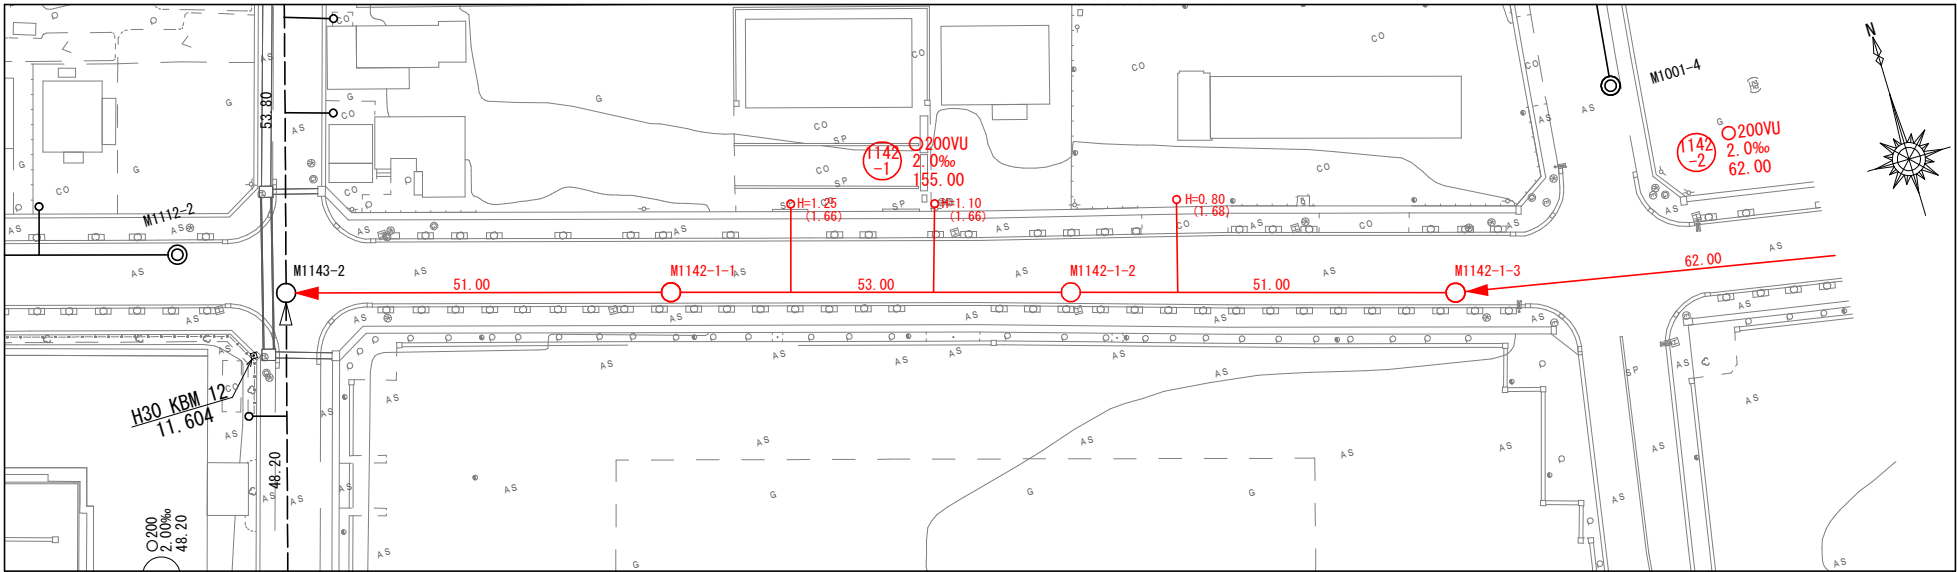 M1001-4
N
1142
-1
○200VU
2.0‰
155.00
1142
-2
○200VU
2.0‰
62.00
53.80
M1112-2
H=1.25
(1.66)
H=1.10
(1.66)
H=0.80
(1.68)
M1143-2
51.00
M1142-1-1
53.00
M1142-1-2
51.00
M1142-1-3
62.00
H30 KBM 12
11.604
48.20
○200
2.00‰
48.20
CO
AS
G
SP